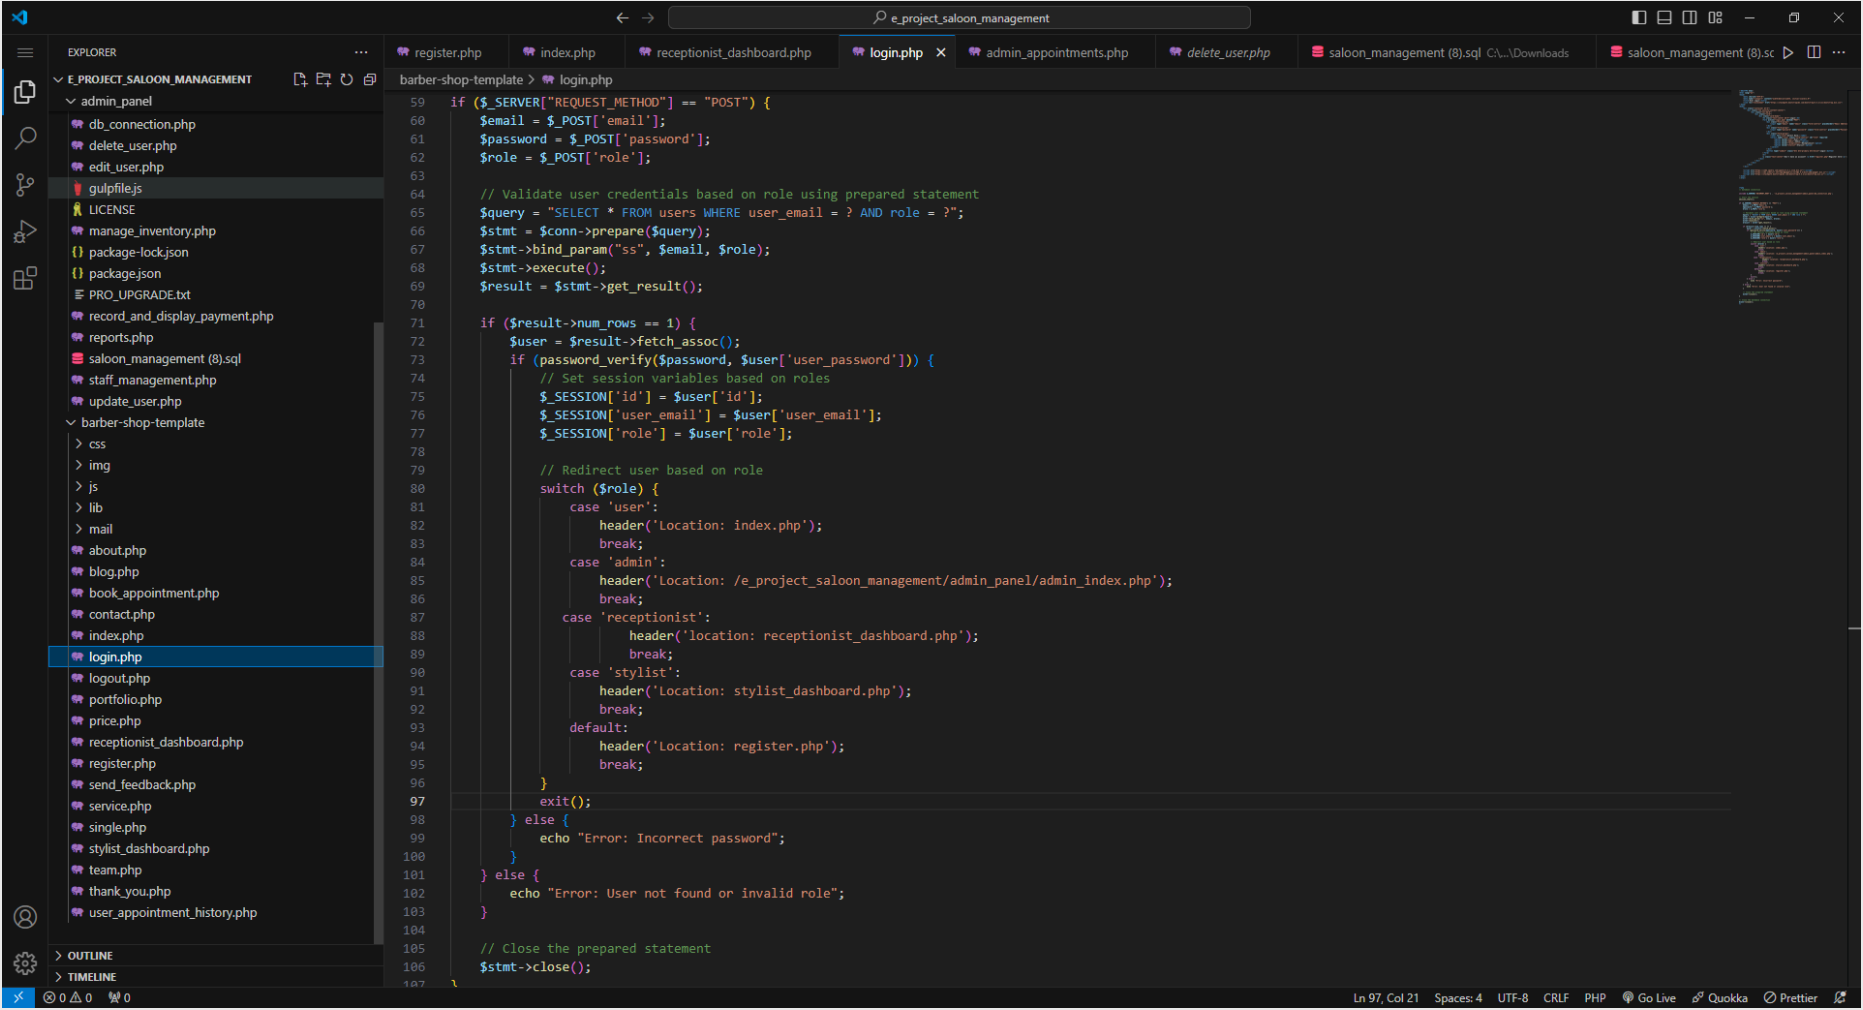 e_project_saloon_management
EXPLORER
E_PROJECT_SALOON_MANAGEMENT
admin_panel
db_connection.php
delete_user.php
edit_user.php
gulpfile.js
LICENSE
manage_inventory.php
package-lock.json
package.json
PRO_UPGRADE.txt
record_and_display_payment.php
reports.php
saloon_management (8).sql
staff_management.php
update_user.php
barber-shop-template
css
img
js
lib
mail
about.php
blog.php
book_appointment.php
contact.php
index.php
login.php
logout.php
portfolio.php
price.php
receptionist_dashboard.php
register.php
send_feedback.php
service.php
single.php
stylist_dashboard.php
team.php
thank_you.php
user_appointment_history.php
OUTLINE
TIMELINE
register.php index.php receptionist_dashboard.php login.php admin_appointments.php delete_user.php saloon_management (8).sql C:\...\Downloads saloon_management (8).sc
barber-shop-template > login.php
59 if ($_SERVER["REQUEST_METHOD"] == "POST") {
60 $email = $_POST['email'];
61 $password = $_POST['password'];
62 $role = $_POST['role'];
63
64 // Validate user credentials based on role using prepared statement
65 $query = "SELECT * FROM users WHERE user_email = ? AND role = ?";
66 $stmt = $conn->prepare($query);
67 $stmt->bind_param("ss", $email, $role);
68 $stmt->execute();
69 $result = $stmt->get_result();
70
71 if ($result->num_rows == 1) {
72 $user = $result->fetch_assoc();
73 if (password_verify($password, $user['user_password'])) {
74 // Set session variables based on roles
75 $_SESSION['id'] = $user['id'];
76 $_SESSION['user_email'] = $user['user_email'];
77 $_SESSION['role'] = $user['role'];
78
79 // Redirect user based on role
80 switch ($role) {
81 case 'user':
82 header('Location: index.php');
83 break;
84 case 'admin':
85 header('Location: /e_project_saloon_management/admin_panel/admin_index.php');
86 break;
87 case 'receptionist':
88 header('location: receptionist_dashboard.php');
89 break;
90 case 'stylist':
91 header('Location: stylist_dashboard.php');
92 break;
93 default:
94 header('Location: register.php');
95 break;
96 }
97 exit();
98 } else {
99 echo "Error: Incorrect password";
100 }
101 } else {
102 echo "Error: User not found or invalid role";
103 }
104
105 // Close the prepared statement
106 $stmt->close();
107 }
0 0 0
Ln 97, Col 21 Spaces: 4 UTF-8 CRLF PHP Go Live Quokka Prettier